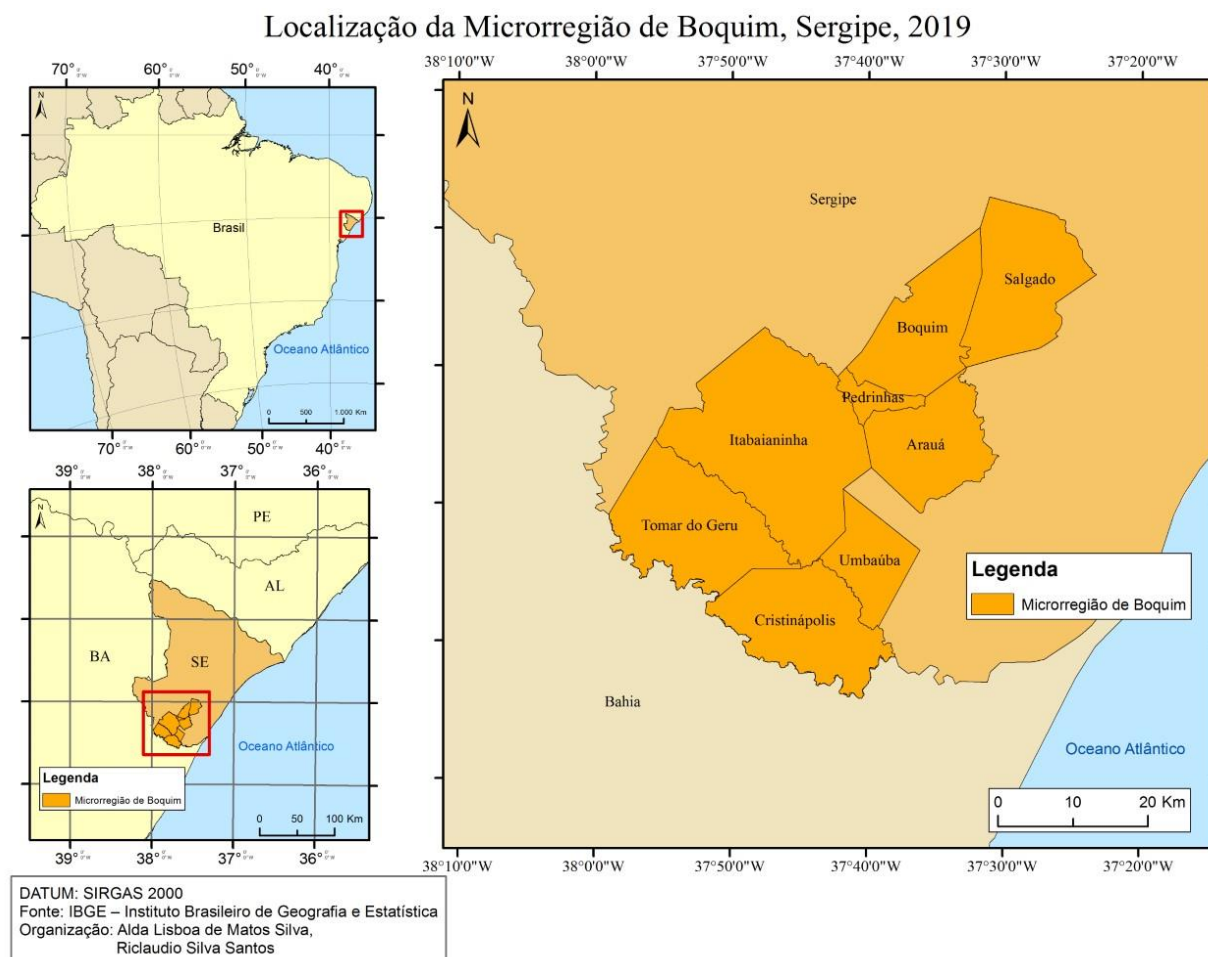 Localização da Microrregião de Boquim, Sergipe, 2019
70° 60° 50° 40°
N
Brasil
Oceano Atlântico
0 500 1.000 Km
70° 60° 50° 40°
39° 38° 37° 36°
N
PE
AL
BA
SE
Oceano Atlântico
Legenda
Microrregião de Boquim
0 50 100 Km
39° 38° 37° 36°
38°10'0"W 38°0'0"W 37°50'0"W 37°40'0"W 37°30'0"W 37°20'0"W
N
Sergipe
Salgado
Boquim
Pedrinhas
Itabaianinha
Arauá
Tomar do Geru
Umbaúba
Cristinápolis
Legenda
Microrregião de Boquim
Bahia
Oceano Atlântico
0 10 20 Km
38°10'0"W 38°0'0"W 37°50'0"W 37°40'0"W 37°30'0"W 37°20'0"W
DATUM: SIRGAS 2000
Fonte: IBGE – Instituto Brasileiro de Geografia e Estatística
Organização: Alda Lisboa de Matos Silva,
Riclaudio Silva Santos